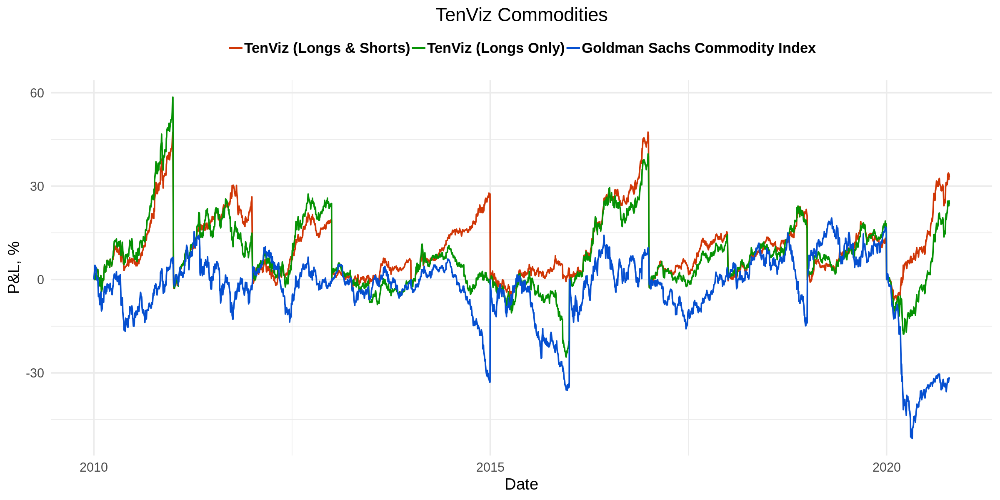 TenViz Commodities
TenViz (Longs & Shorts) TenViz (Longs Only) Goldman Sachs Commodity Index
60
30
0
-30
P&L, %
2010 2015 2020
Date